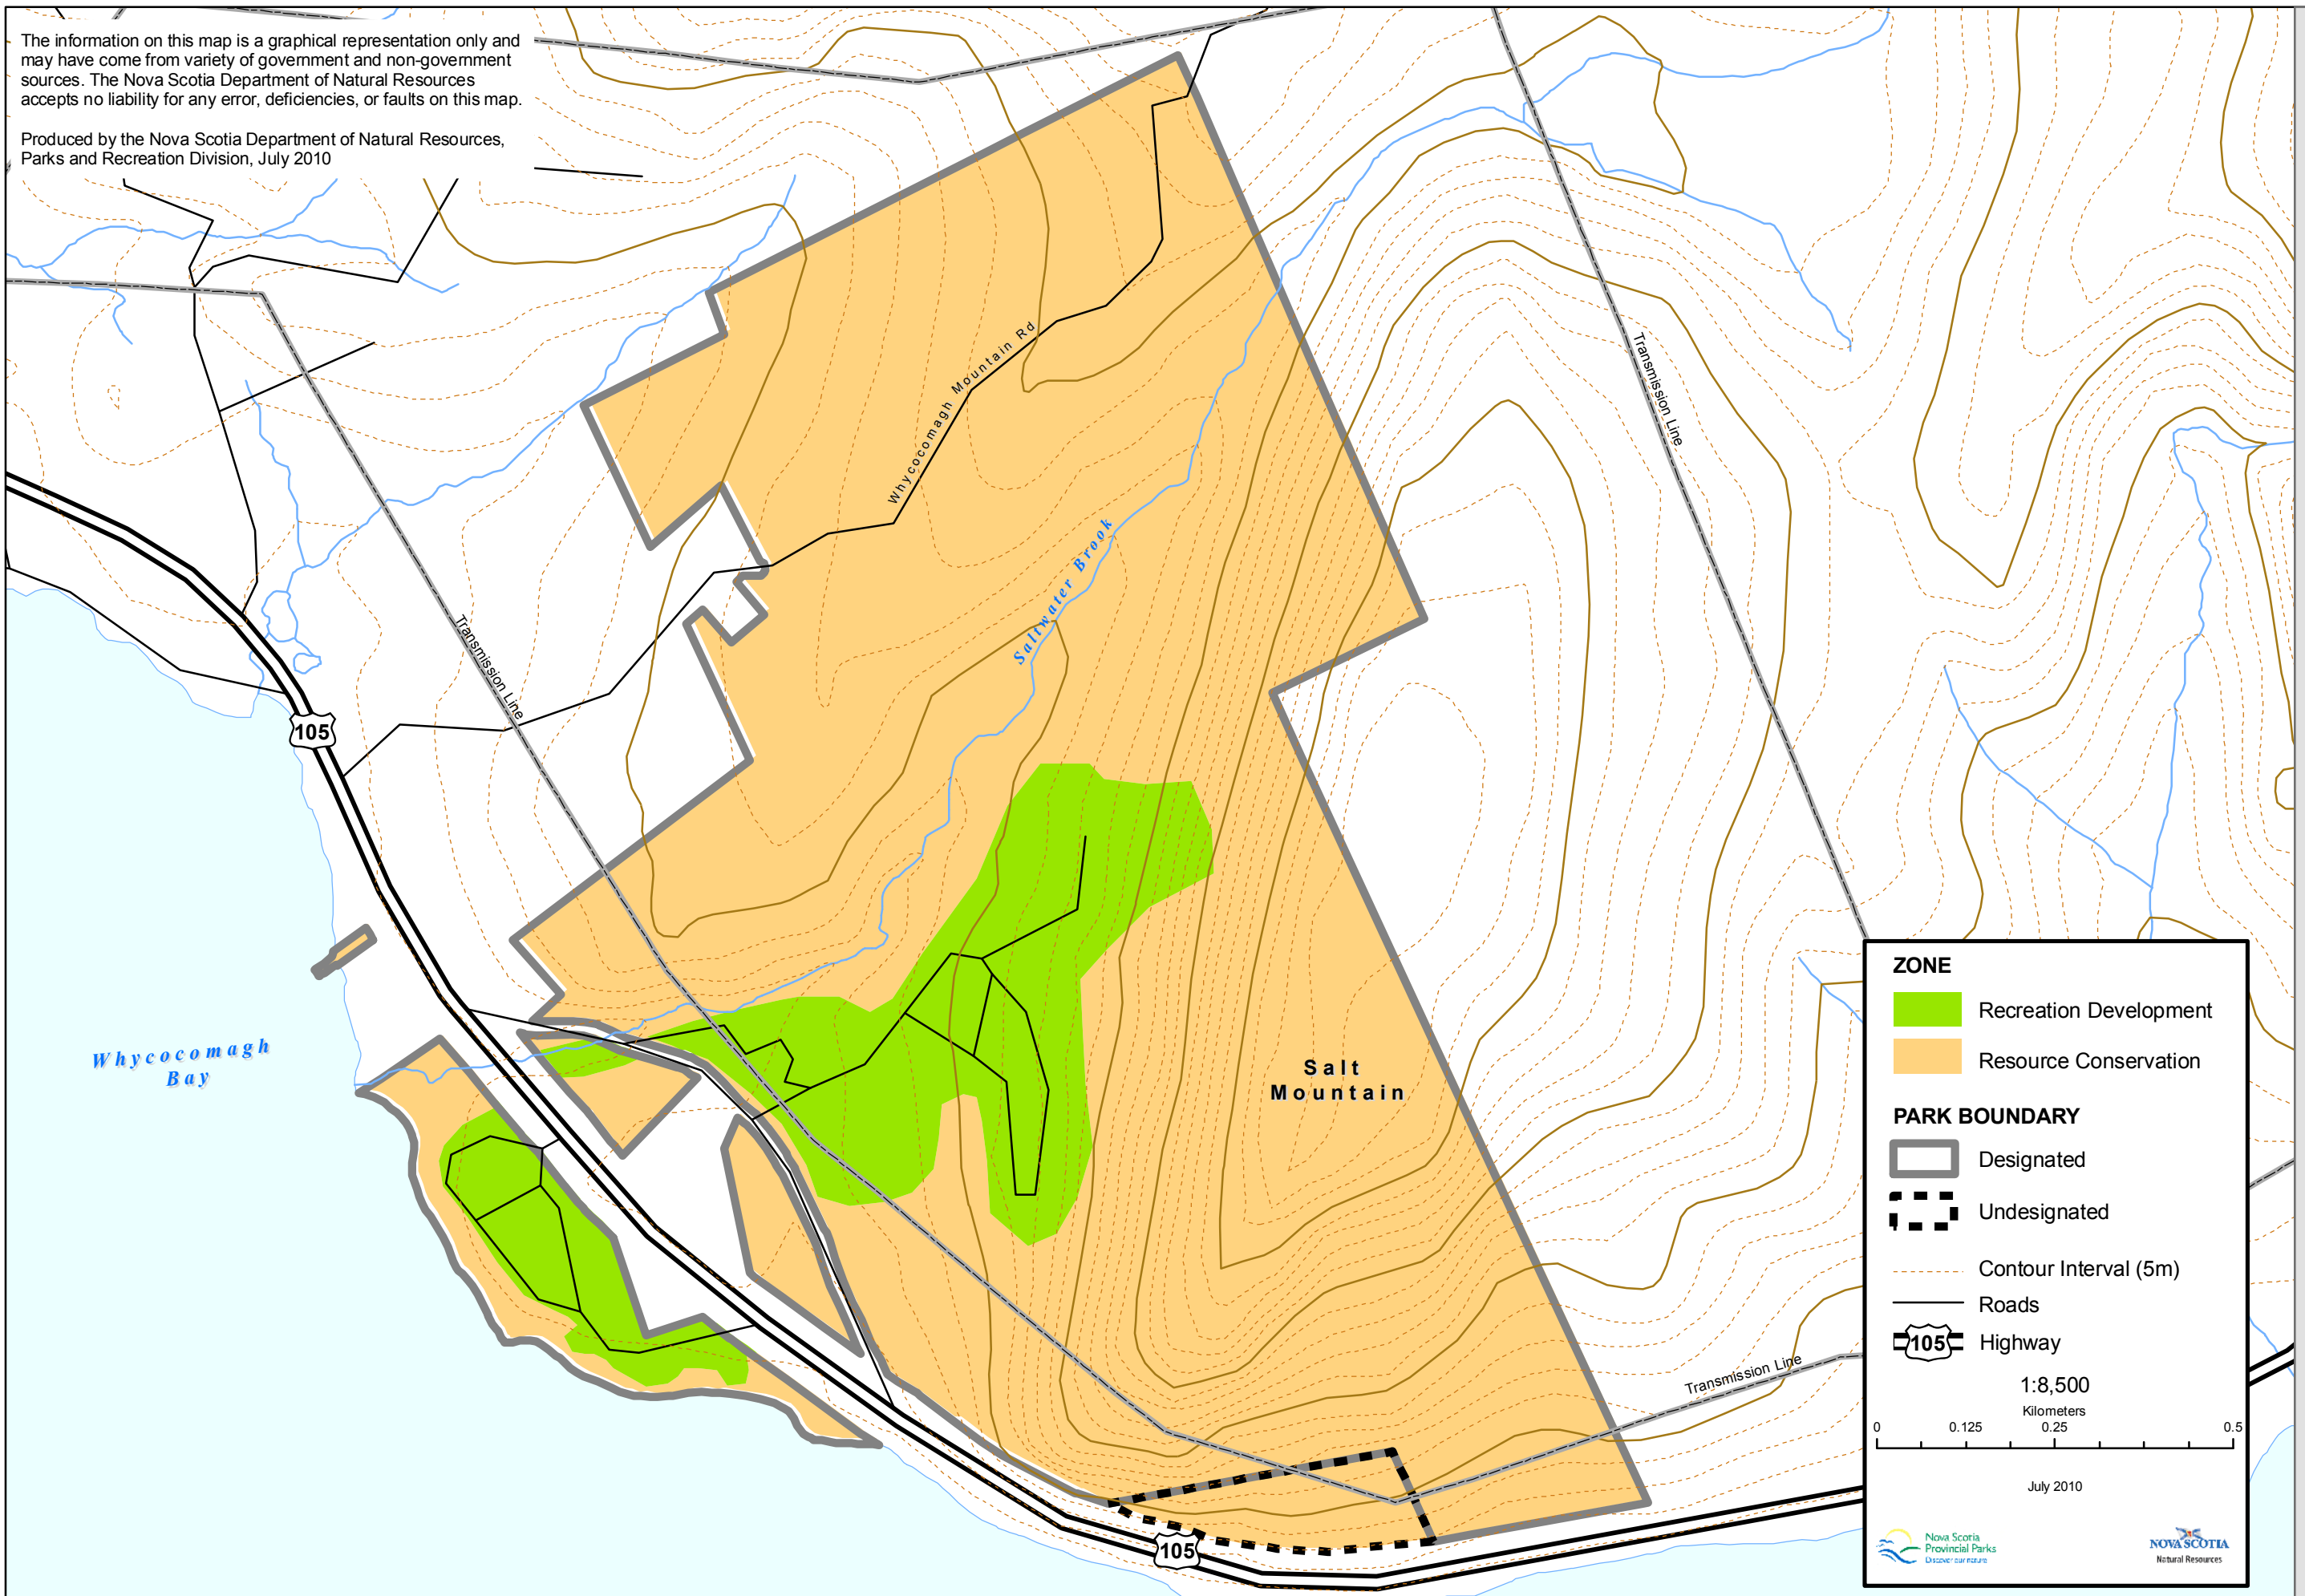 The information on this map is a graphical representation only and
may have come from variety of government and non-government
sources. The Nova Scotia Department of Natural Resources
accepts no liability for any error, deficiencies, or faults on this map.
Produced by the Nova Scotia Department of Natural Resources,
Parks and Recreation Division, July 2010
Whycocomagh Mountain Rd
Transmission Line
Saltwater Brook
Transmission Line
105
Whycocomagh
Bay
Salt
Mountain
Transmission Line
105
ZONE
Recreation Development
Resource Conservation
PARK BOUNDARY
Designated
Undesignated
Contour Interval (5m)
Roads
105
Highway
1:8,500
Kilometers
0 0.125 0.25 0.5
July 2010
Nova Scotia
Provincial Parks
Discover our nature
NOVA SCOTIA
Natural Resources